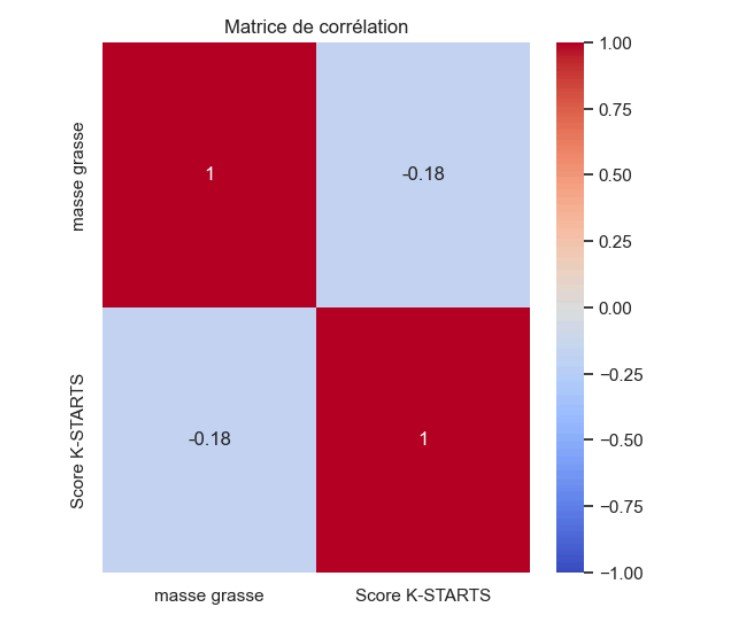 Matrice de corrélation
masse grasse
Score K-STARTS
1
-0.18
-0.18
1
masse grasse
Score K-STARTS
1.00
0.75
0.50
0.25
0.00
−0.25
−0.50
−0.75
−1.00